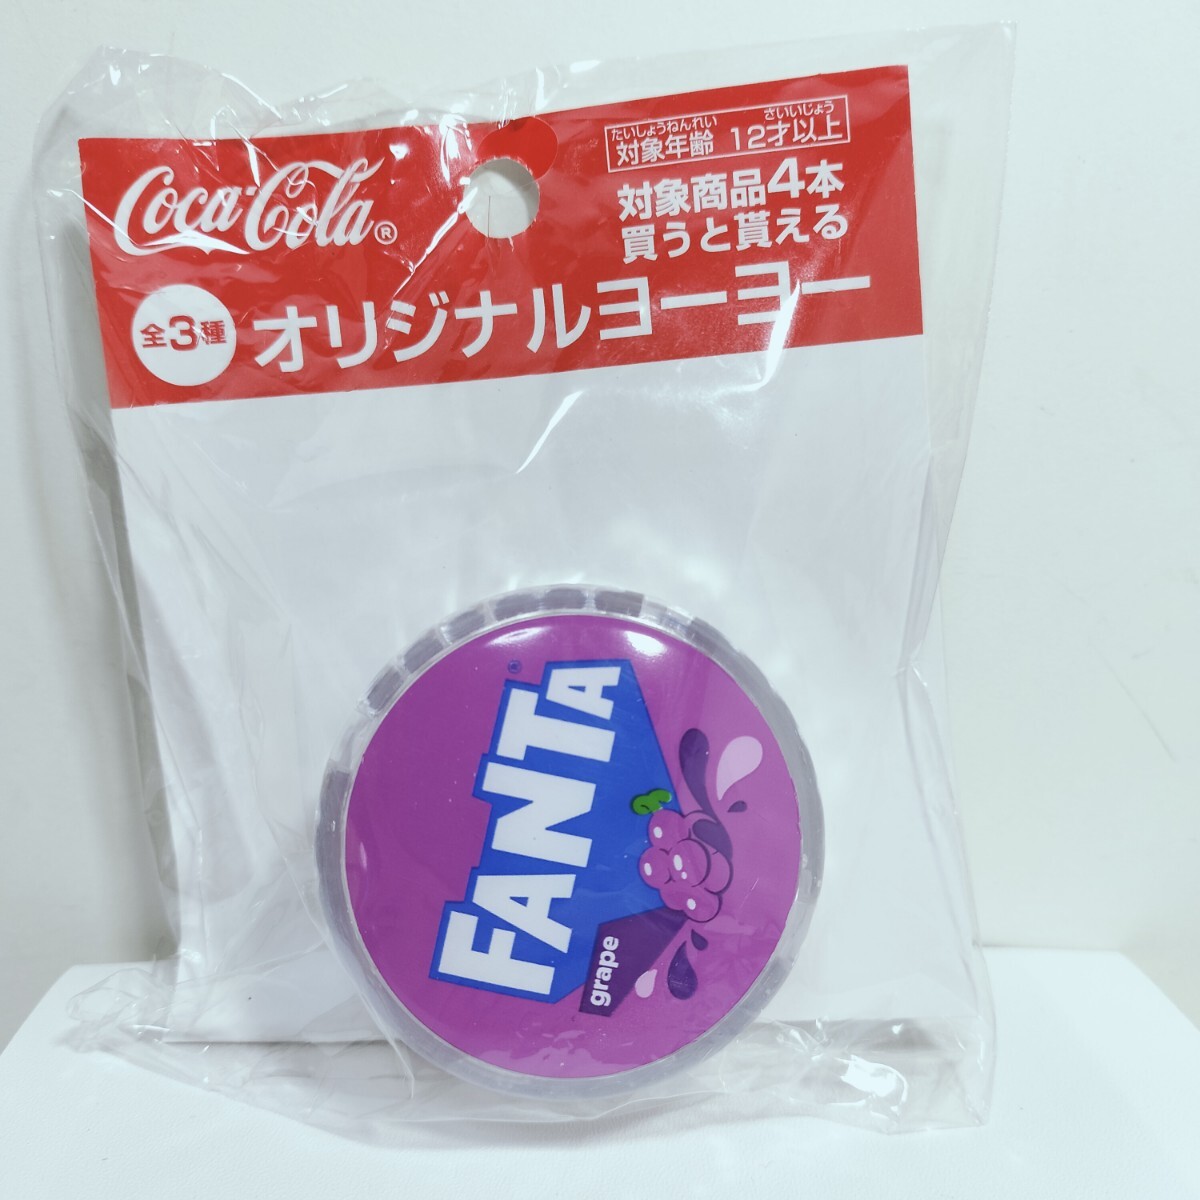 Coca-Cola®
たいしょうねんれい さいいじょう
対象年齢 12才以上
対象商品4本
買うと貰える
全3種
オリジナルヨーヨー
FANTA®
grape